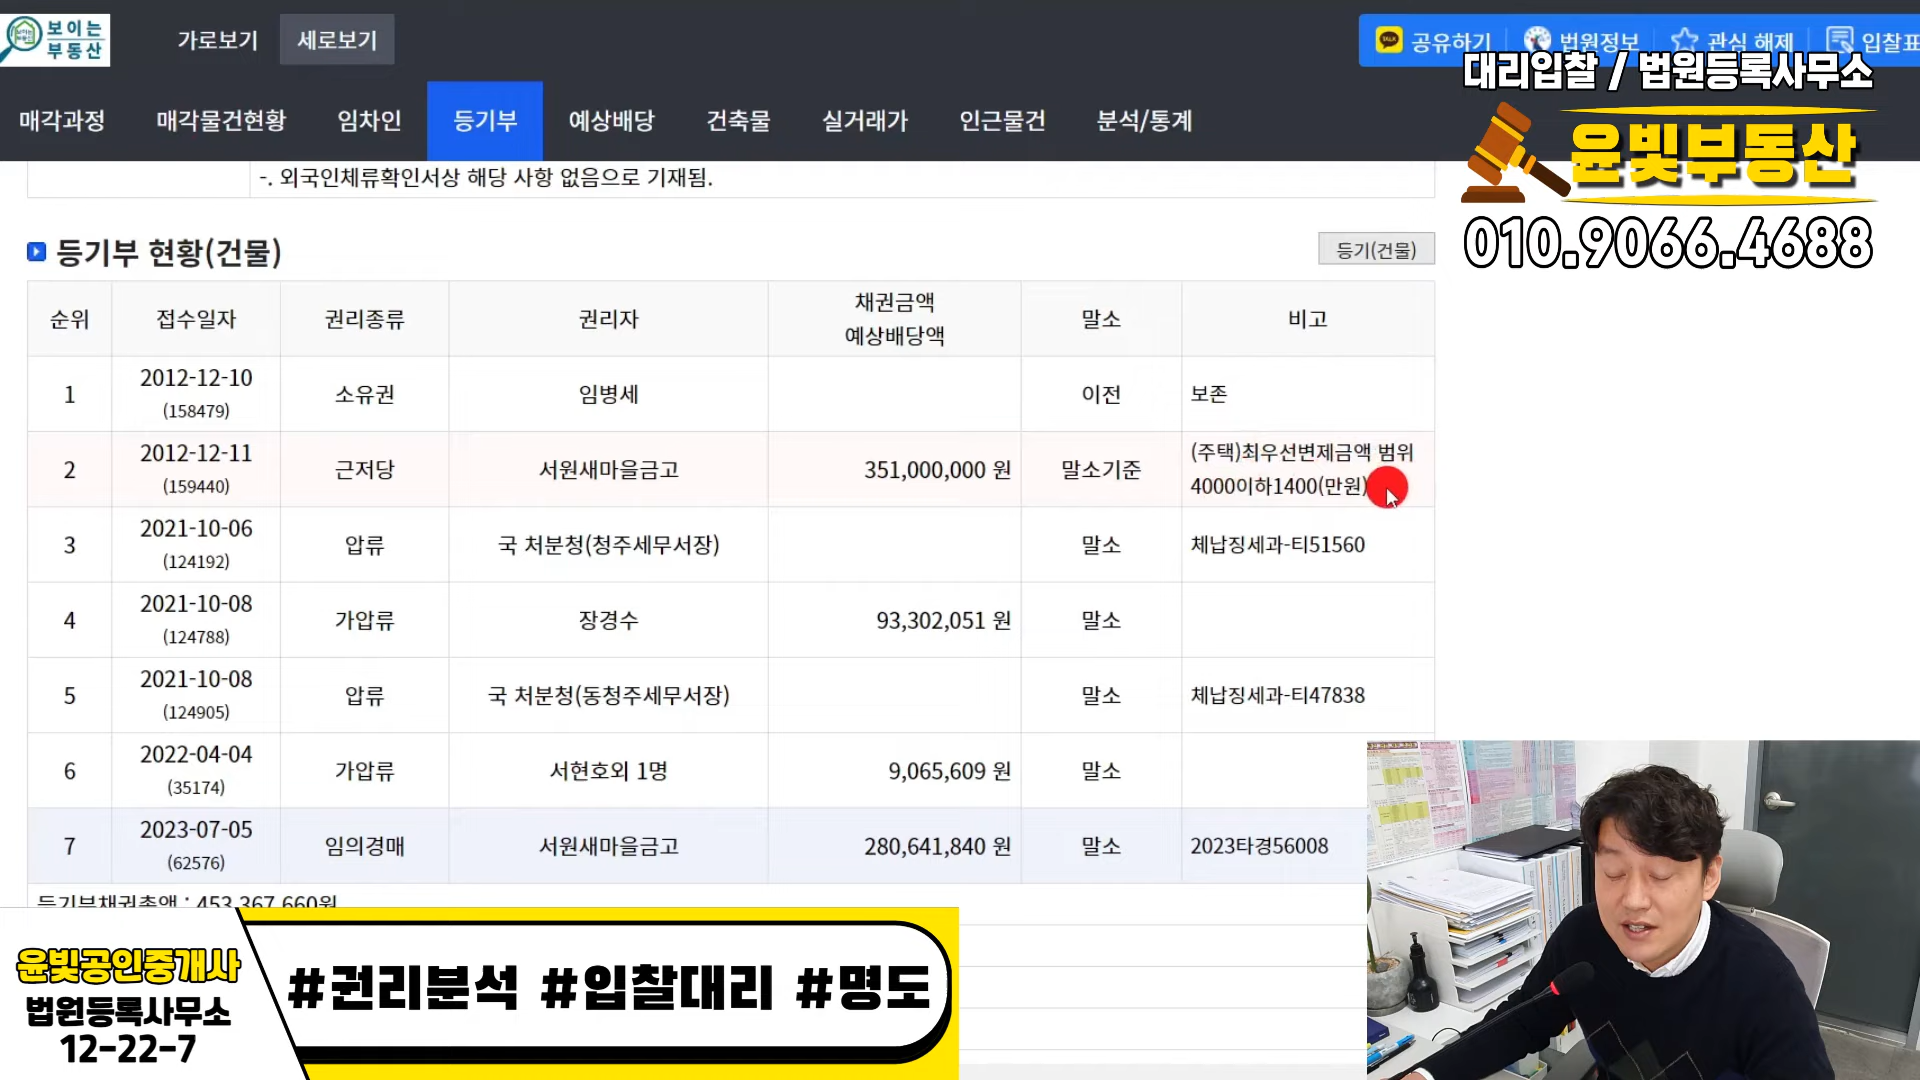 보이는
부동산
가로보기
세로보기
공유하기
법원정보
관심 해제
입찰표
대리입찰 / 법원등록사무소
윤빛부동산
010.9066.4688
매각과정
매각물건현황
임차인
등기부
예상배당
건축물
실거래가
인근물건
분석/통계
-. 외국인체류확인서상 해당 사항 없음으로 기재됨.
등기부 현황(건물)
등기(건물)
순위 접수일자 권리종류 권리자 채권금액 말소 비고
예상배당액
1 2012-12-10 소유권 임병세 이전 보존
(158479)
2 2012-12-11 근저당 서원새마을금고 351,000,000 원 말소기준 (주택)최우선변제금액 범위
(159440) 4000이하1400(만원)
3 2021-10-06 압류 국 처분청(청주세무서장) 말소 체납징세과-티51560
(124192)
4 2021-10-08 가압류 장경수 93,302,051 원 말소
(124788)
5 2021-10-08 압류 국 처분청(동청주세무서장) 말소 체납징세과-티47838
(124905)
6 2022-04-04 가압류 서현호외 1명 9,065,609 원 말소
(35174)
7 2023-07-05 임의경매 서원새마을금고 280,641,840 원 말소 2023타경56008
(62576)
등기부채권총액 : 453,367,660원
윤빛공인중개사
법원등록사무소
12-22-7
#권리분석 #입찰대리 #명도